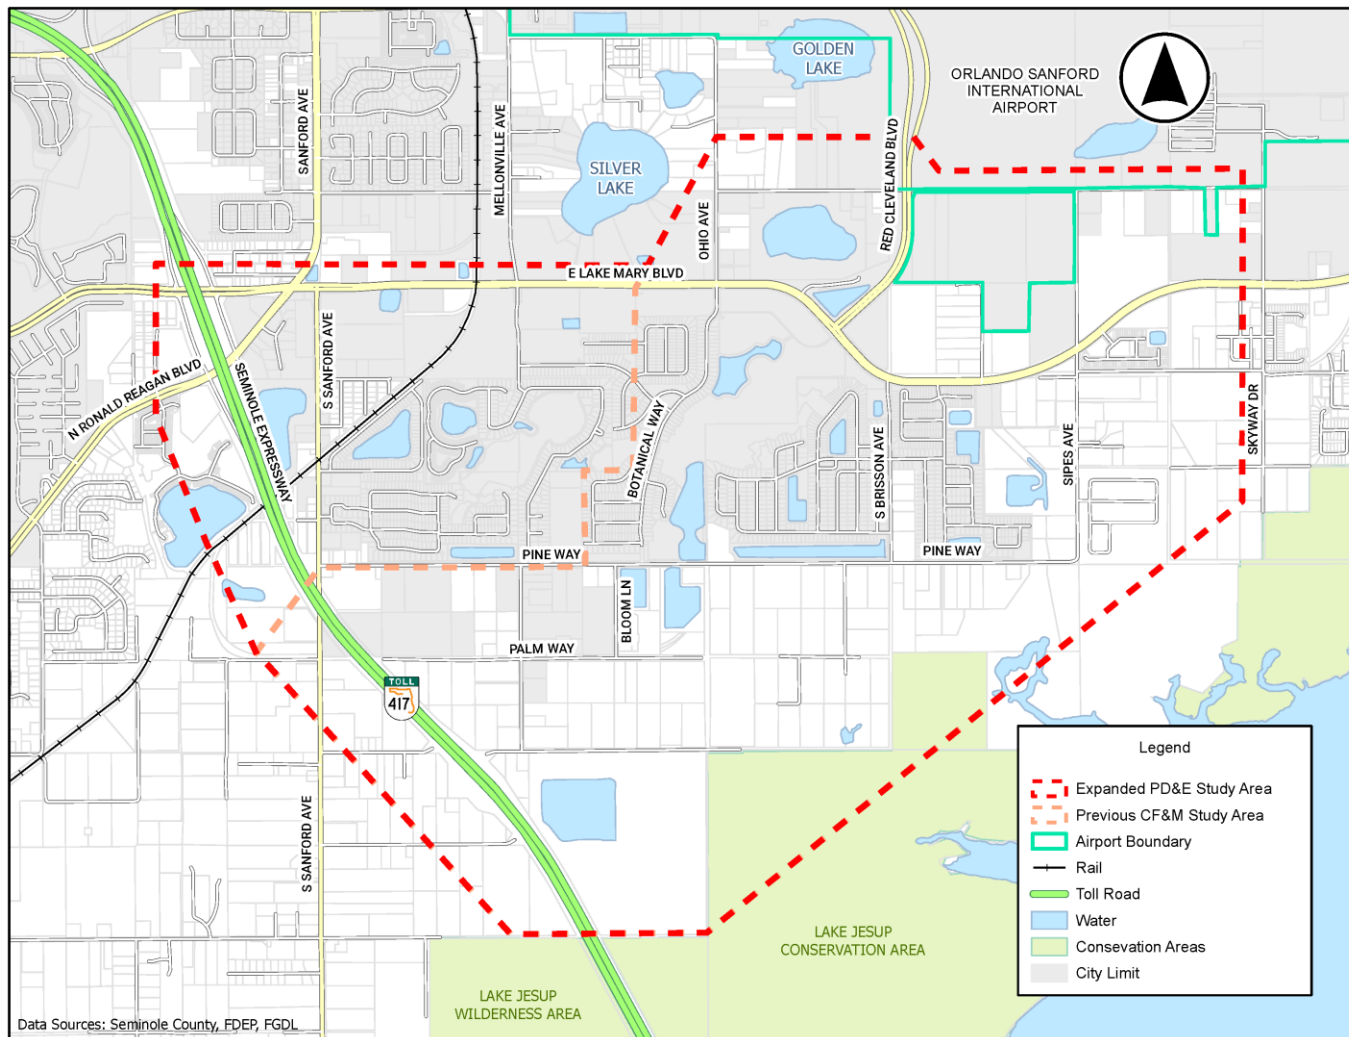 GOLDEN
LAKE
ORLANDO SANFORD
INTERNATIONAL
AIRPORT
SANFORD AVE
MELLONVILLE AVE
SILVER
LAKE
OHIO AVE
RED CLEVELAND BLVD
E LAKE MARY BLVD
N RONALD REAGAN BLVD
SEMINOLE EXPRESSWAY
S SANFORD AVE
BOTANICAL WAY
S BRISSON AVE
SIPES AVE
SKYWAY DR
PINE WAY
PINE WAY
BLOOM LN
PALM WAY
TOLL
417
S SANFORD AVE
LAKE JESUP
CONSERVATION AREA
LAKE JESUP
WILDERNESS AREA
Legend
Expanded PD&E Study Area
Previous CF&M Study Area
Airport Boundary
Rail
Toll Road
Water
Consevation Areas
City Limit
Data Sources: Seminole County, FDEP, FGDL